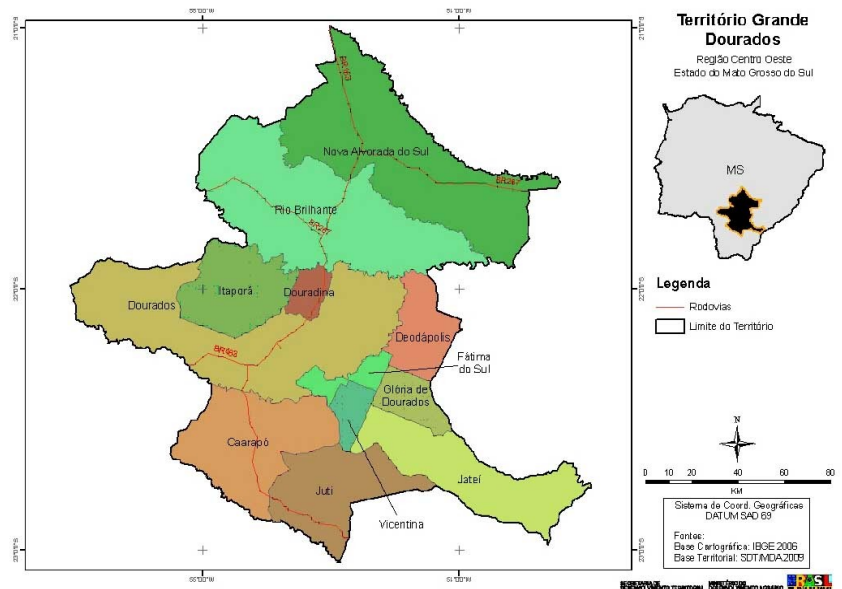 Território Grande
Dourados
Região Centro Oeste
Estado do Mato Grosso do Sul
MS
Legenda
Rodovias
Limite do Território
N
0 10 20 40 60 80
KM
Sistema de Coord. Geográficas
DATUM SAD 69
Fontes:
Base Cartográfica: IBGE 2006
Base Territorial: SDT/MDA 2009
BR163
Nova Alvorada do Sul
BR267
Rio Brilhante
Itaporã
Douradina
Dourados
Deodápolis
BR163
Fátima
do Sul
Glória de
Dourados
Caarapó
Jateí
Juti
Vicentina